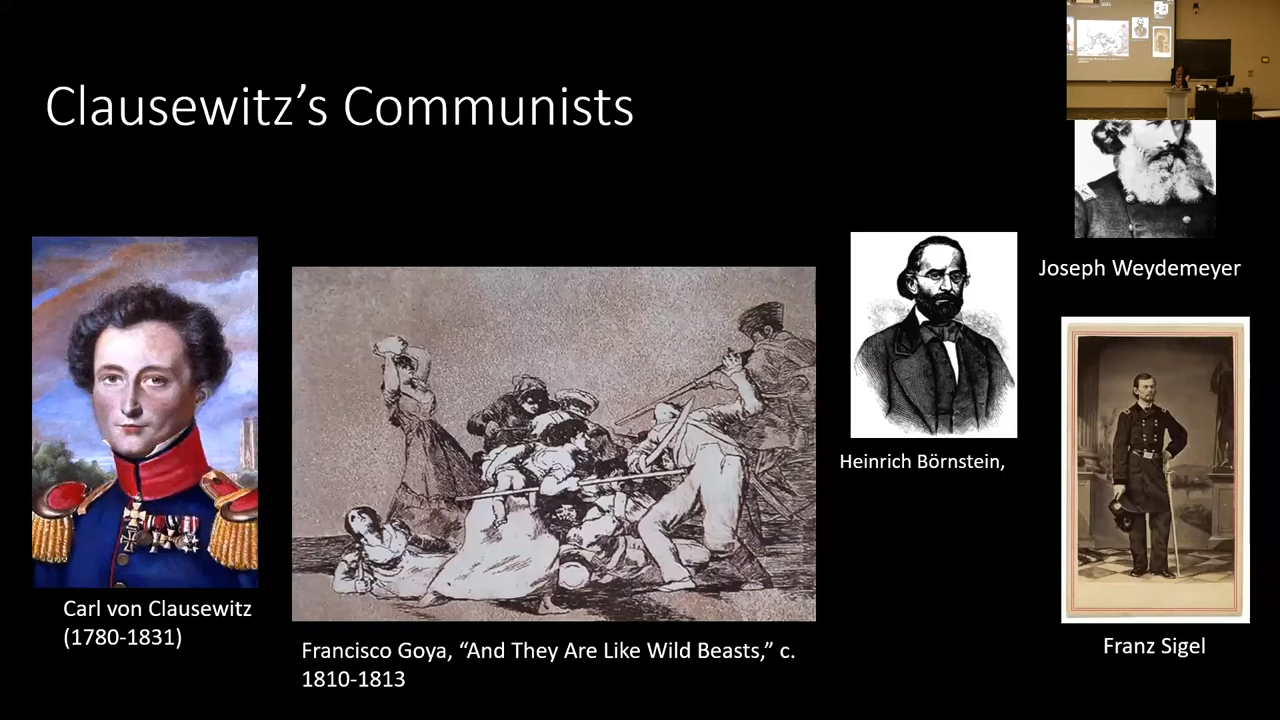 Clausewitz’s Communists
Joseph Weydemeyer
Heinrich Börnstein,
Carl von Clausewitz
(1780-1831)
Francisco Goya, “And They Are Like Wild Beasts,” c.
1810-1813
Franz Sigel